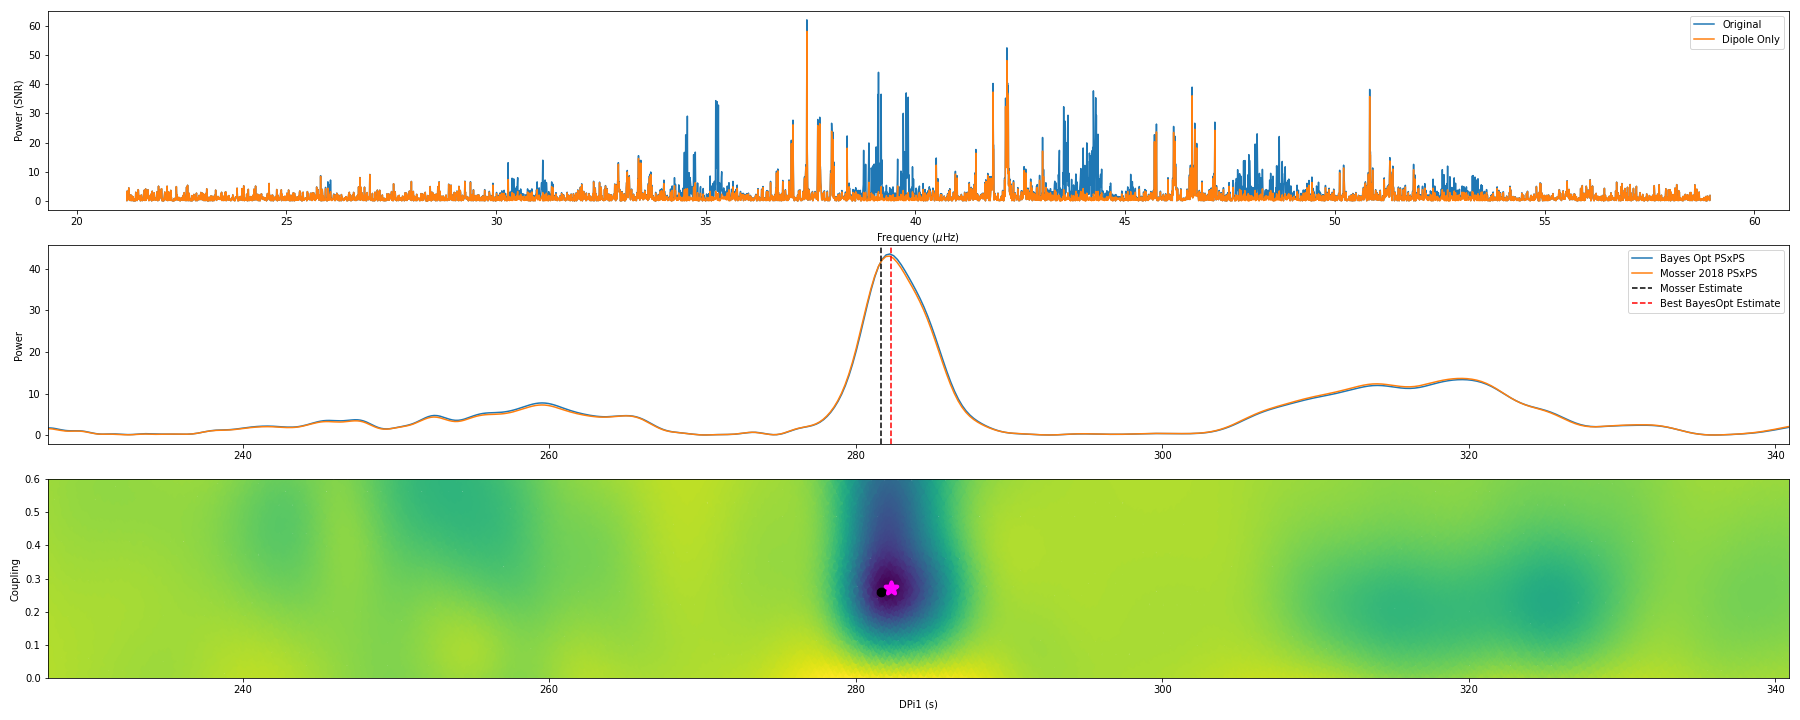 Power (SNR)
60
50
40
30
20
10
0
Original
Dipole Only
20 25 30 35 40 45 50 55 60
Frequency (μHz)
Power
40
30
20
10
0
Bayes Opt PSxPS
Mosser 2018 PSxPS
Mosser Estimate
Best BayesOpt Estimate
240 260 280 300 320 340
Coupling
0.6
0.5
0.4
0.3
0.2
0.1
0.0
240 260 280 300 320 340
DPi1 (s)